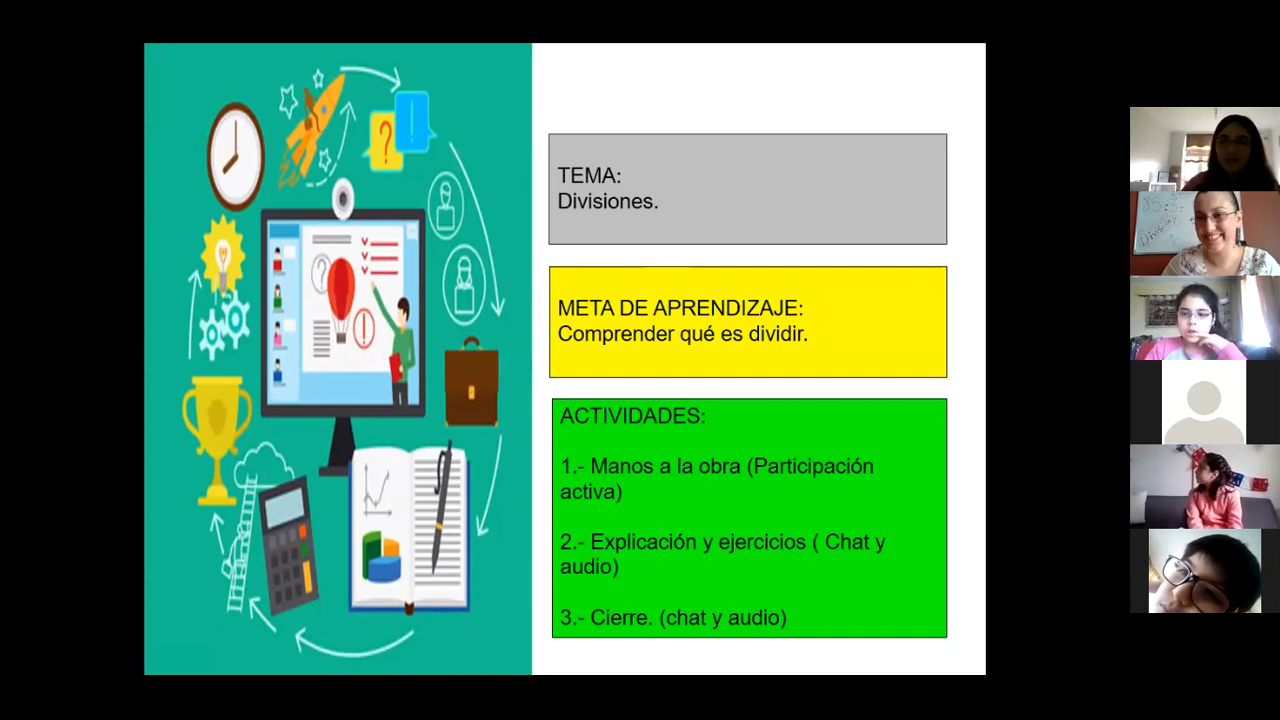 TEMA:
Divisiones.
META DE APRENDIZAJE:
Comprender qué es dividir.
ACTIVIDADES:
1.- Manos a la obra (Participación
activa)
2.- Explicación y ejercicios ( Chat y
audio)
3.- Cierre. (chat y audio)